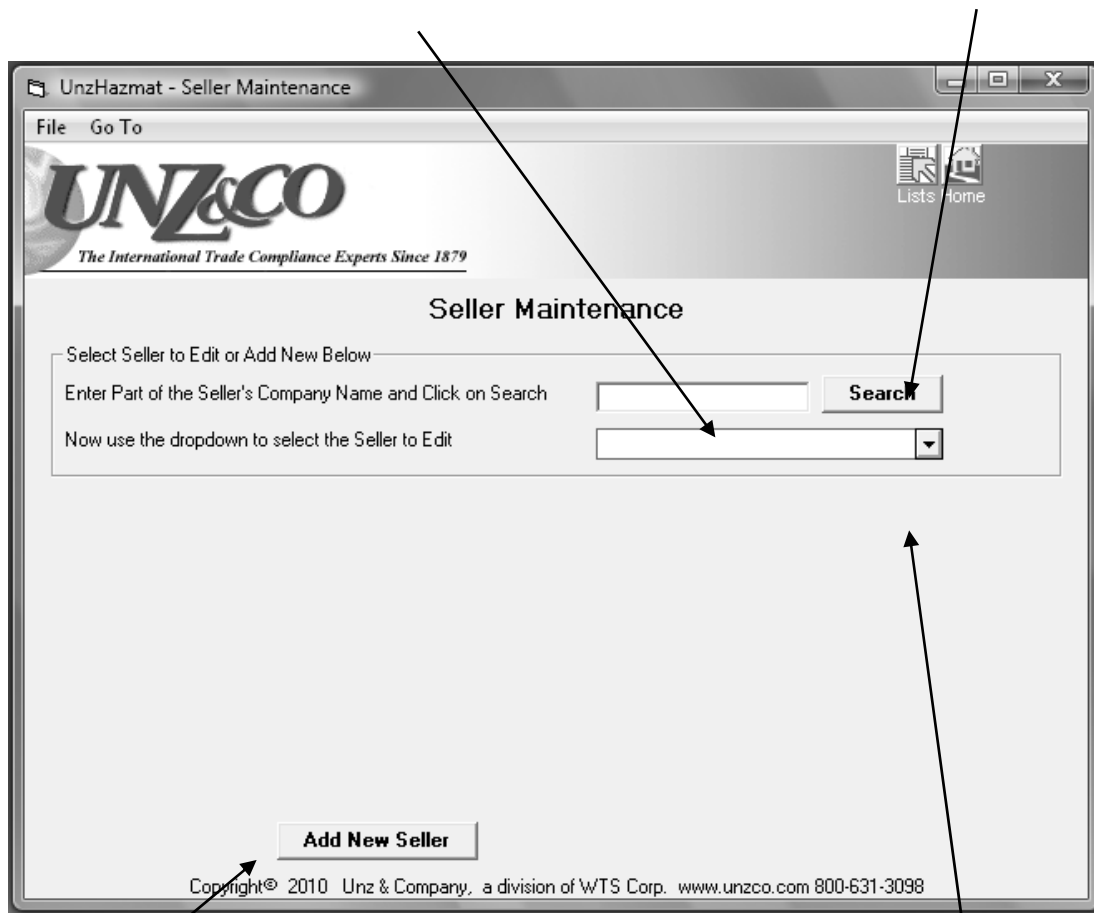 UnzHazmat - Seller Maintenance
File Go To
UNZ&CO
The International Trade Compliance Experts Since 1879
Lists Home
Seller Maintenance
Select Seller to Edit or Add New Below
Enter Part of the Seller's Company Name and Click on Search Search
Now use the dropdown to select the Seller to Edit
Add New Seller
Copyright© 2010 Unz & Company, a division of WTS Corp. www.unzco.com 800-631-3098